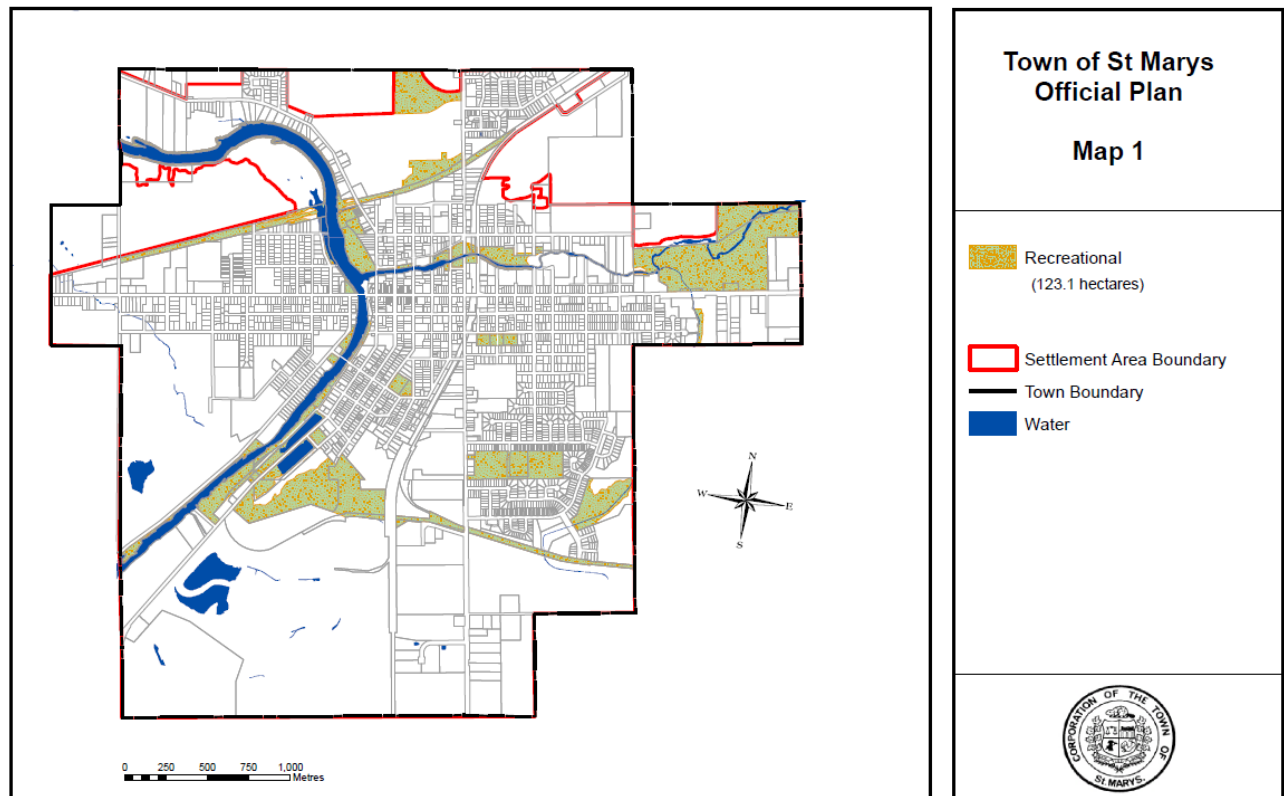 Town of St Marys
Official Plan
Map 1
Recreational
(123.1 hectares)
Settlement Area Boundary
Town Boundary
Water
N
W
E
S
0 250 500 750 1,000
Metres
CORPORATION OF THE TOWN OF
St. MARYS.